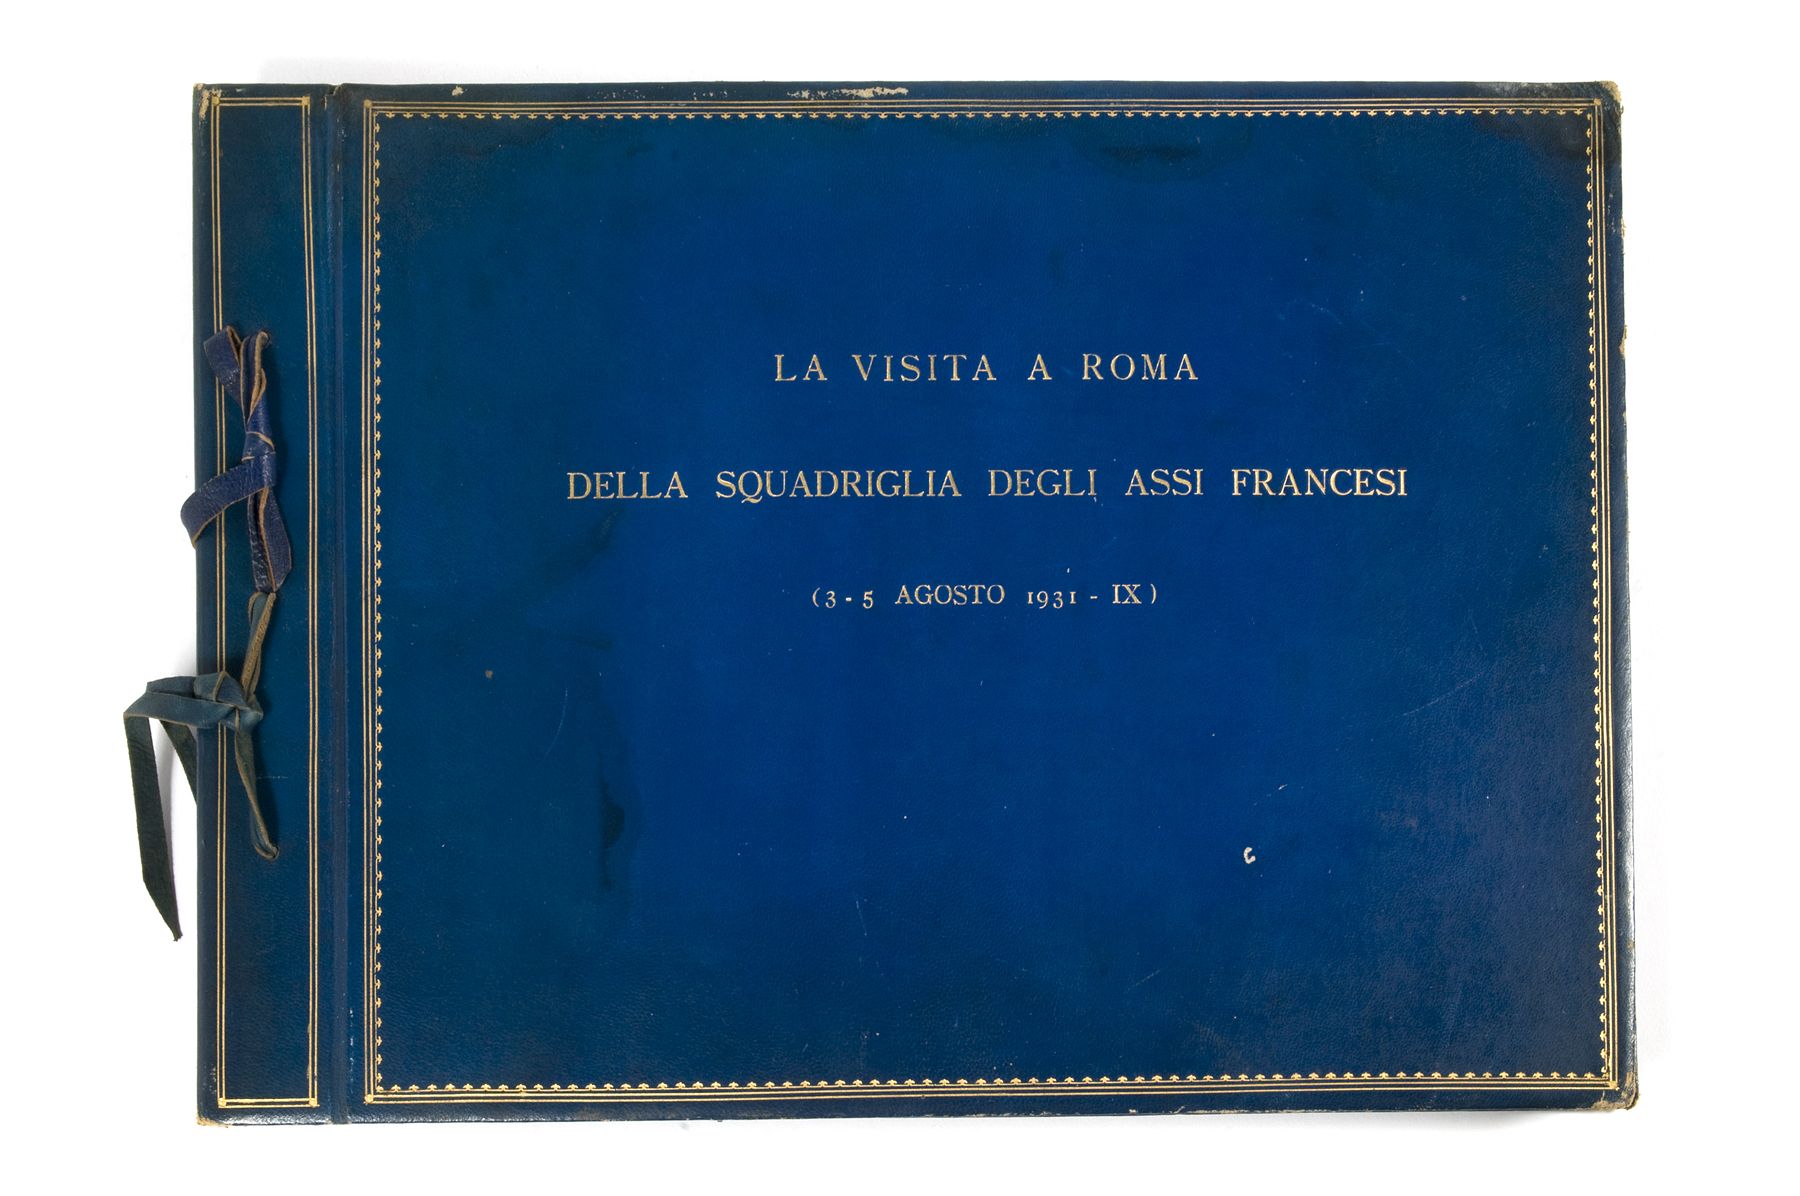 LA VISITA A ROMA
DELLA SQUADRIGLIA DEGLI ASSI FRANCESI
(3 - 5 AGOSTO 1931 - IX)